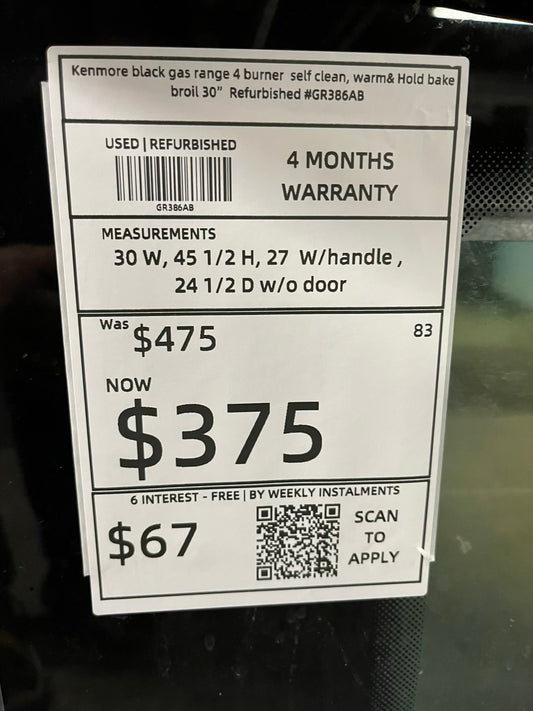 Kenmore black gas range 4 burner self clean, warm& Hold bake
broil 30" Refurbished #GR386AB
USED | REFURBISHED
GR386AB
4 MONTHS
WARRANTY
MEASUREMENTS
30 W, 45 1/2 H, 27 W/handle ,
24 1/2 D w/o door
Was $475
83
NOW
$375
6 INTEREST - FREE | BY WEEKLY INSTALMENTS
$67
SCAN
TO
APPLY